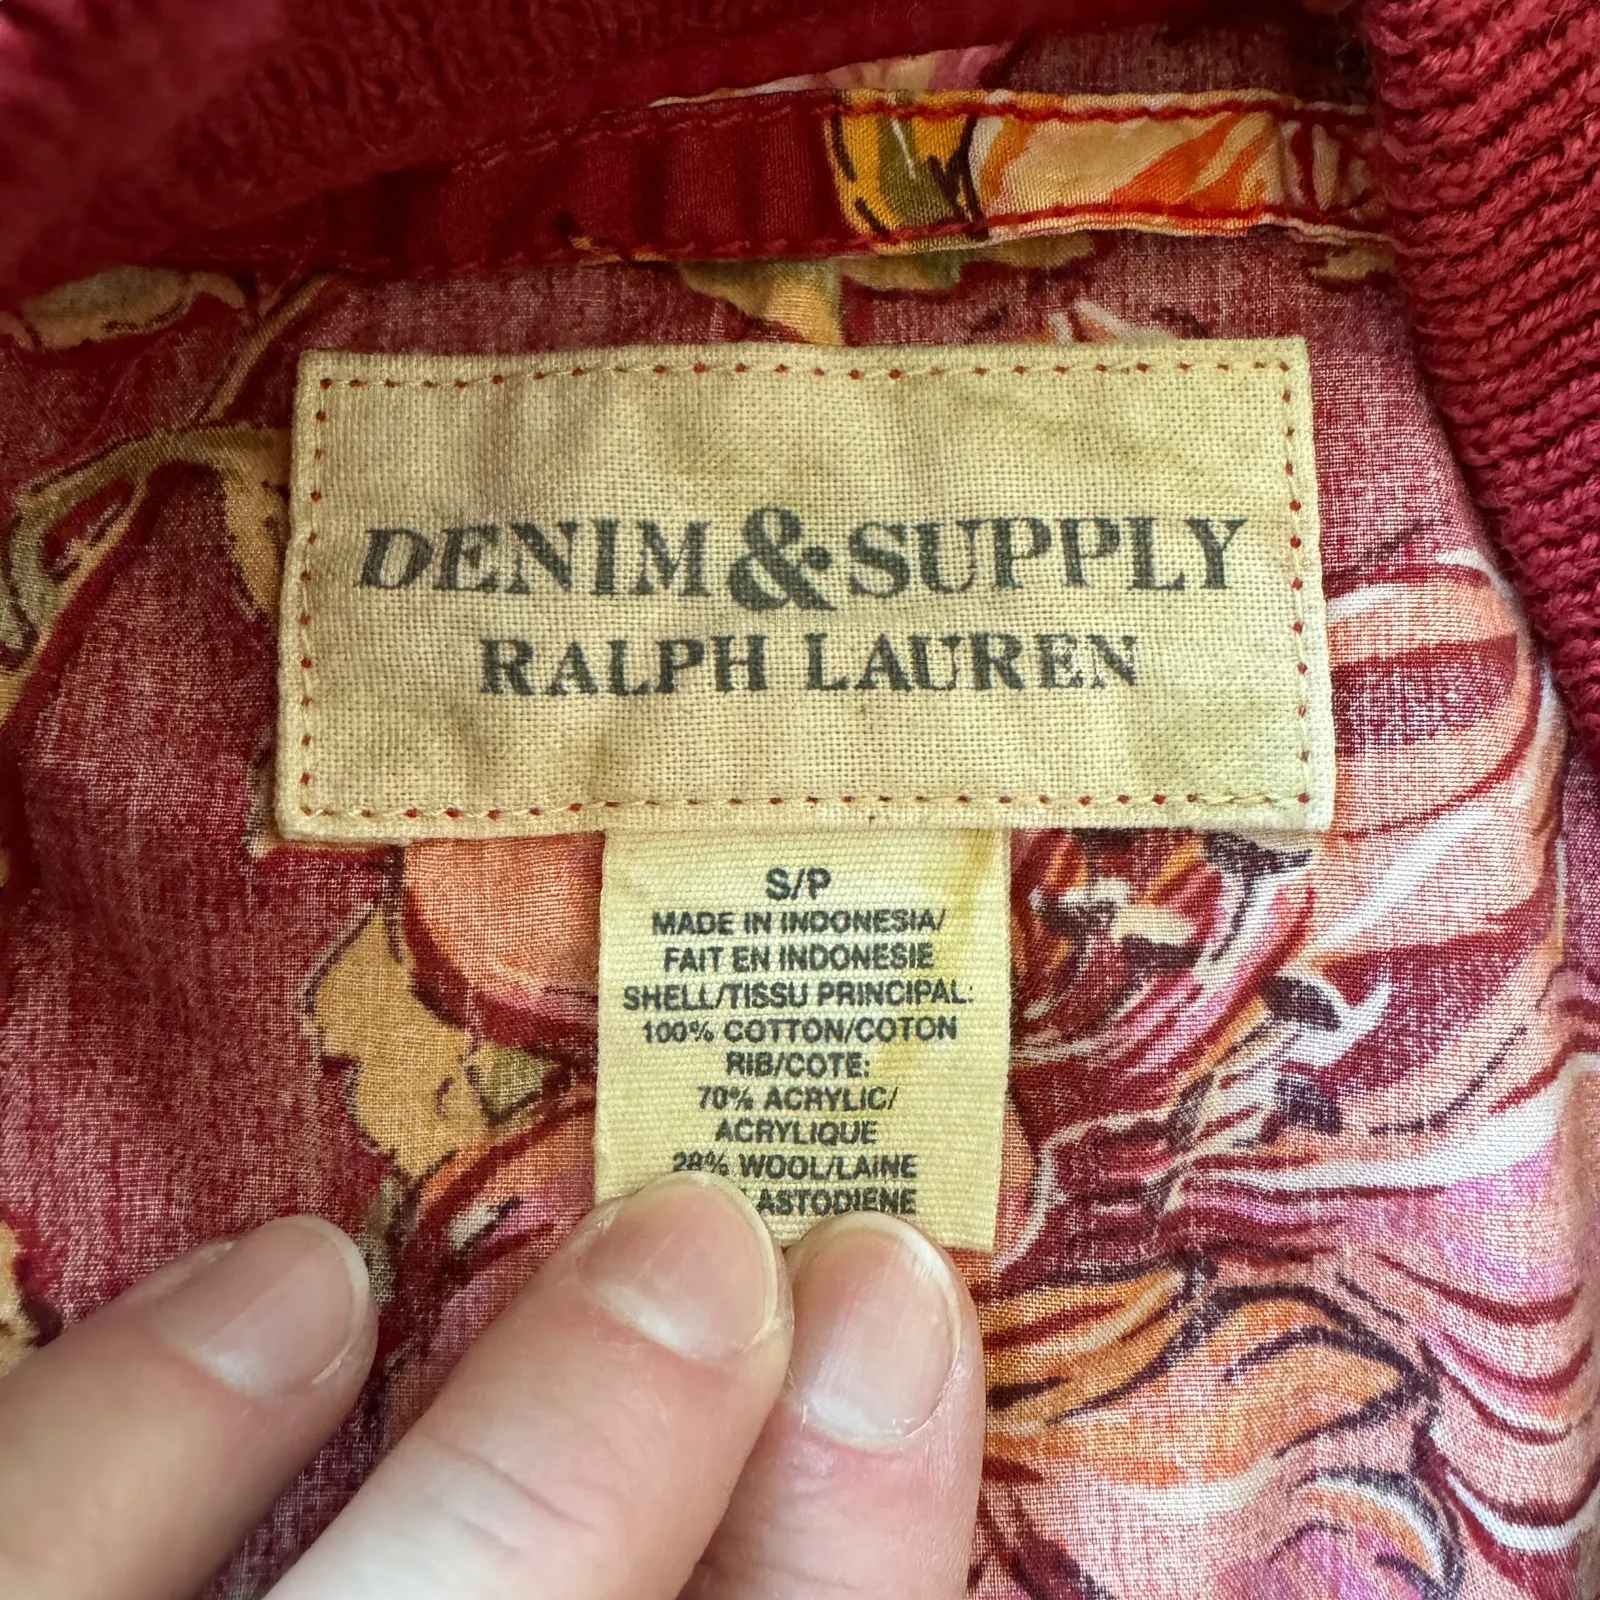 DENIM & SUPPLY
RALPH LAUREN
S/P
MADE IN INDONESIA/
FAIT EN INDONESIE
SHELL/TISSU PRINCIPAL:
100% COTTON/COTON
RIB/COTE:
70% ACRYLIC/
ACRYLIQUE
28% WOOL/LAINE
ASTODIENE